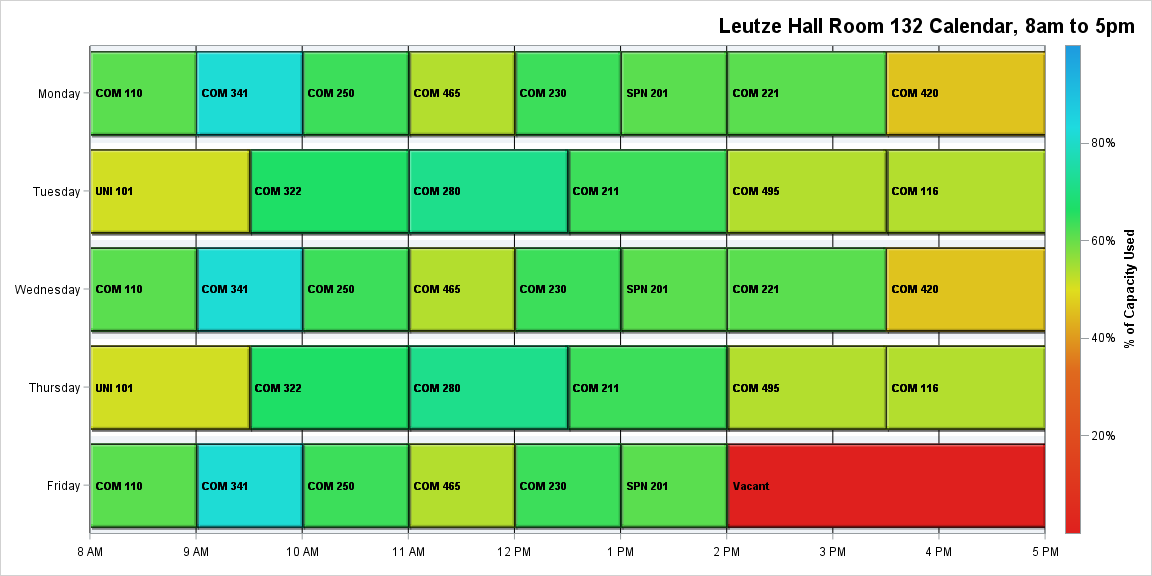 Leutze Hall Room 132 Calendar, 8am to 5pm
Monday
COM 110
COM 341
COM 250
COM 465
COM 230
SPN 201
COM 221
COM 420
Tuesday
UNI 101
COM 322
COM 280
COM 211
COM 495
COM 116
Wednesday
COM 110
COM 341
COM 250
COM 465
COM 230
SPN 201
COM 221
COM 420
Thursday
UNI 101
COM 322
COM 280
COM 211
COM 495
COM 116
Friday
COM 110
COM 341
COM 250
COM 465
COM 230
SPN 201
Vacant
8 AM
9 AM
10 AM
11 AM
12 PM
1 PM
2 PM
3 PM
4 PM
5 PM
80%
60%
40%
20%
% of Capacity Used